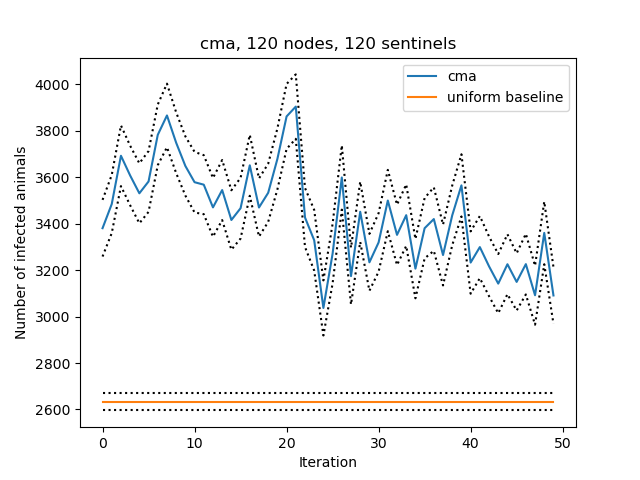 cma, 120 nodes, 120 sentinels
cma
uniform baseline
Number of infected animals
4000
3800
3600
3400
3200
3000
2800
2600
0 10 20 30 40 50
Iteration